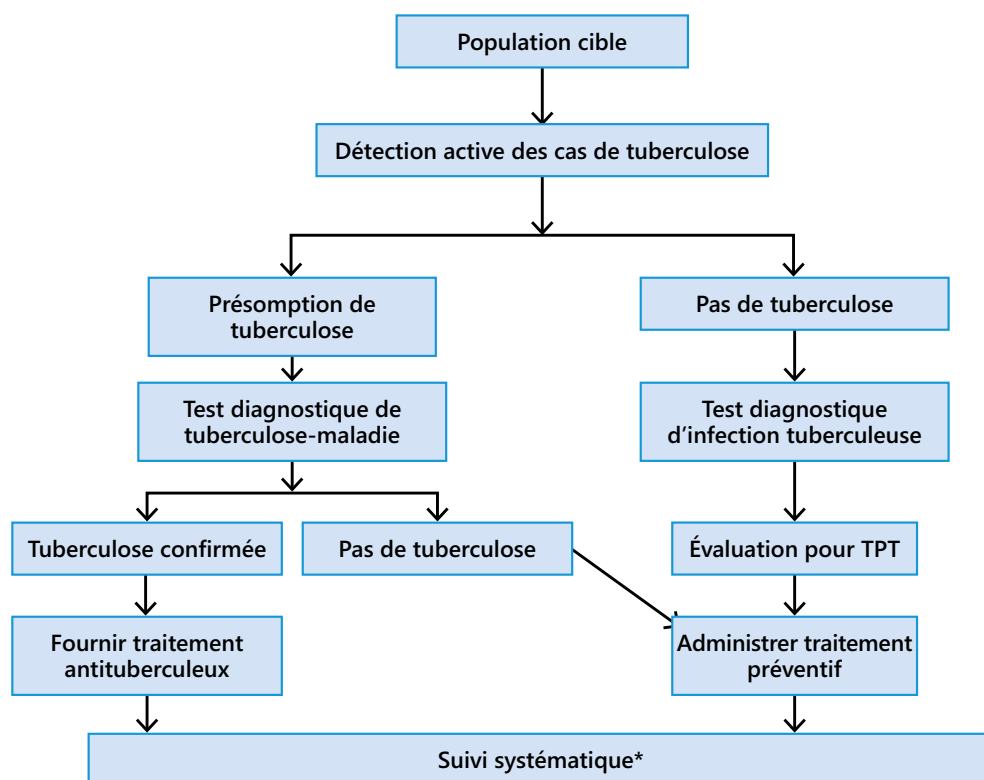 Population cible
Détection active des cas de tuberculose
Présomption de
tuberculose
Pas de tuberculose
Test diagnostique de
tuberculose-maladie
Test diagnostique
d’infection tuberculeuse
Tuberculose confirmée
Pas de tuberculose
Évaluation pour TPT
Fournir traitement
antituberculeux
Administrer traitement
préventif
Suivi systématique*